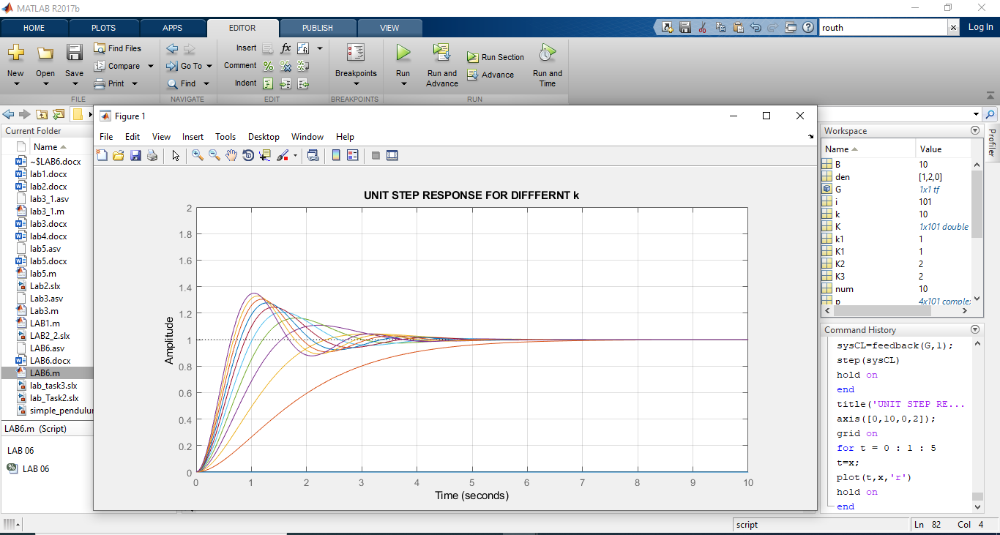 MATLAB R2017b
HOME PLOTS APPS EDITOR PUBLISH VIEW routh Log In
New Open Save Find Files Compare Print
Go To Find
Insert fx Comment Indent
Breakpoints
Run Run and Advance Run Section Advance Run and Time
FILE NAVIGATE EDIT BREAKPOINTS RUN
Current Folder
Name
~$LAB6.docx
lab1.docx
lab2.docx
lab3_1.asv
lab3_1.m
lab3.docx
lab4.docx
lab5.asv
lab5.docx
lab5.m
Lab2.slx
Lab3.asv
Lab3.m
LAB1.m
LAB2_2.slx
LAB6.asv
LAB6.docx
LAB6.m
lab_task3.slx
lab_Task2.slx
simple_pendulu
LAB6.m (Script)
LAB 06
LAB 06
Figure 1
File Edit View Insert Tools Desktop Window Help
UNIT STEP RESPONSE FOR DIFFFERNT k
2
1.8
1.6
1.4
1.2
1
0.8
0.6
0.4
0.2
0
Amplitude
0 1 2 3 4 5 6 7 8 9 10
Time (seconds)
Workspace
Name Value
B 10
den [1,2,0]
G 1x1 tf
i 101
k 10
K 1x101 double
k1 1
K1 1
K2 2
K3 2
num 10
p 4x101 complex
Profiler
Command History
sysCL=feedback(G,1);
step(sysCL)
hold on
end
title('UNIT STEP RE...
axis([0,10,0,2]);
grid on
for t = 0 : 1 : 5
t=x;
plot(t,x,'r')
hold on
end
script Ln 82 Col 4